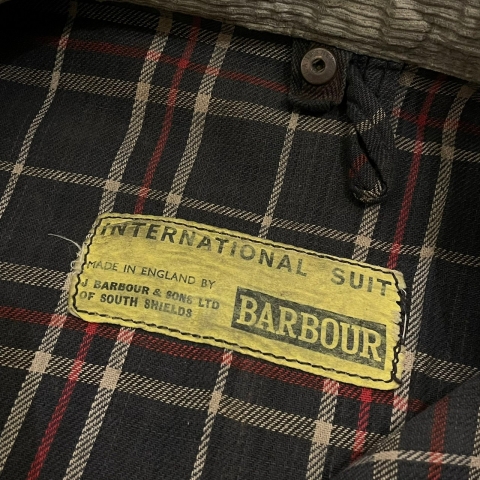 INTERNATIONAL SUIT
MADE IN ENGLAND BY
J BARBOUR & SONS LTD
OF SOUTH SHIELDS
BARBOUR